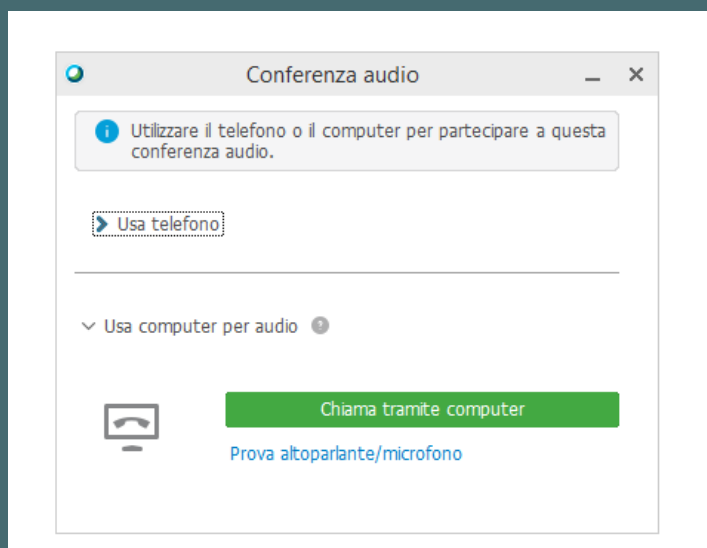 Conferenza audio
Utilizzare il telefono o il computer per partecipare a questa
conferenza audio.
Usa telefono
Usa computer per audio ?
Chiama tramite computer
Prova altoparlante/microfono